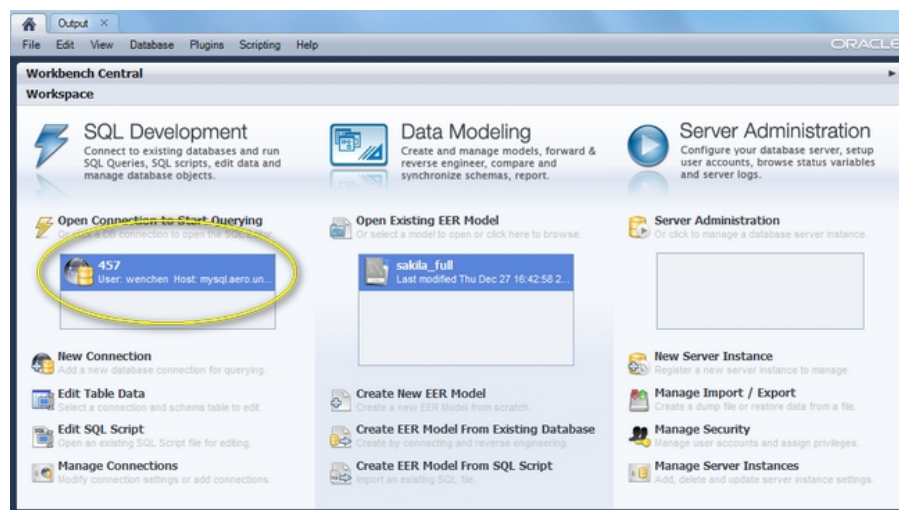 Output ×
File Edit View Database Plugins Scripting Help
ORACLE
Workbench Central
Workspace
SQL Development
Connect to existing databases and run
SQL Queries, SQL scripts, edit data and
manage database objects.
Open Connection to Start Querying
Or click a DB connection to open the SQL Editor.
457
User: wenchen Host: mysql.aero.un...
New Connection
Add a new database connection for querying.
Edit Table Data
Select a connection and schema table to edit.
Edit SQL Script
Open an existing SQL Script file for editing.
Manage Connections
Modify connection settings or add connections.
Data Modeling
Create and manage models, forward &
reverse engineer, compare and
synchronize schemas, report.
Open Existing EER Model
Or select a model to open or click here to browse.
sakila_full
Last modified Thu Dec 27 16:42:58 2...
Create New EER Model
Create a new EER Model from scratch.
Create EER Model From Existing Database
Create by connecting and reverse engineering.
Create EER Model From SQL Script
Import an existing SQL file.
Server Administration
Configure your database server, setup
user accounts, browse status variables
and server logs.
Server Administration
Or click to manage a database server instance.
New Server Instance
Register a new server instance to manage.
Manage Import / Export
Create a dump file or restore data from a file.
Manage Security
Manage user accounts and assign privileges.
Manage Server Instances
Add, delete and update server instance settings.